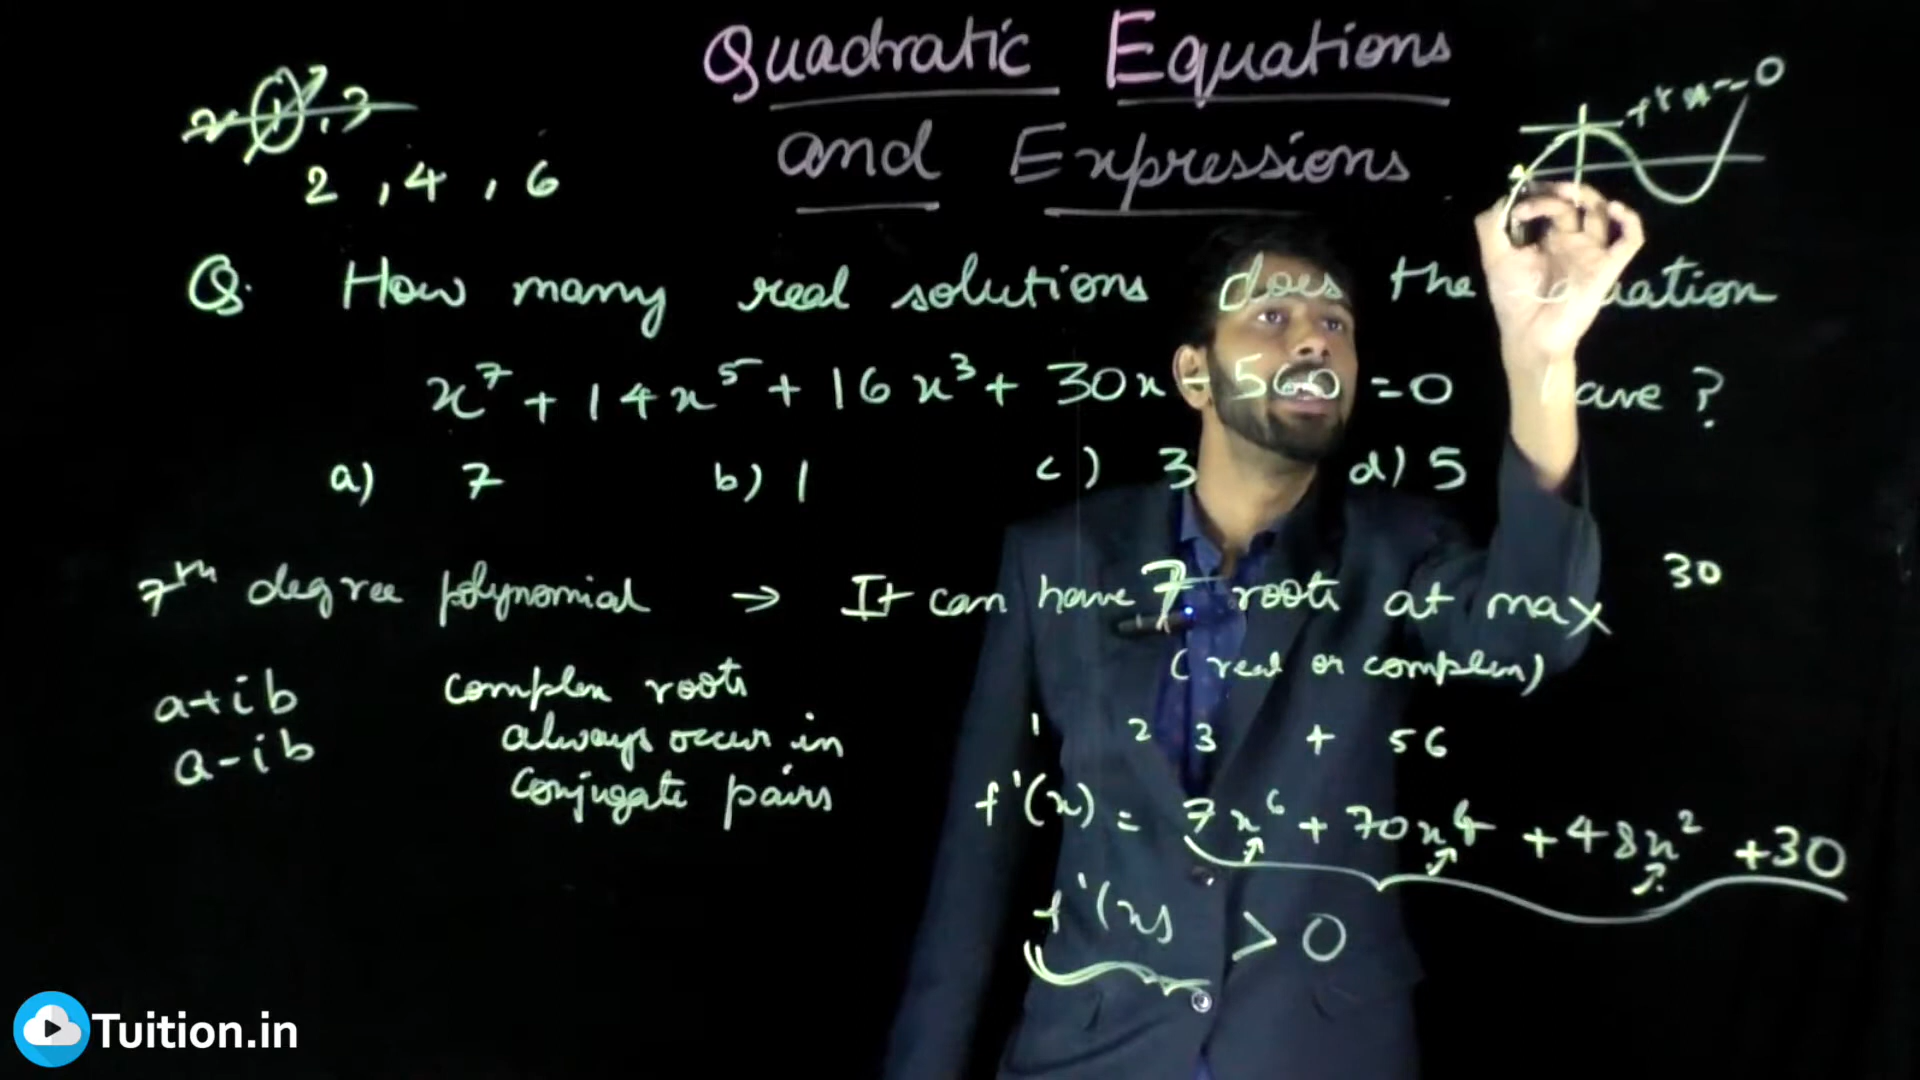 Quadratic Equations
and Expressions
2, 4, 6
Q. How many real solutions does the equation
x⁷ + 14x⁵ + 16x³ + 30x - 560 = 0 have ?
a) 7 b) 1 c) 3 d) 5
7th degree polynomial → It can have 7 roots at max
30
(real or complex)
a+ib complex roots
a-ib always occur in
conjugate pairs
1 2 3 + 56
f'(x) = 7x⁶ + 70x⁴ + 48x² + 30
f'(x) > 0
Tuition.in